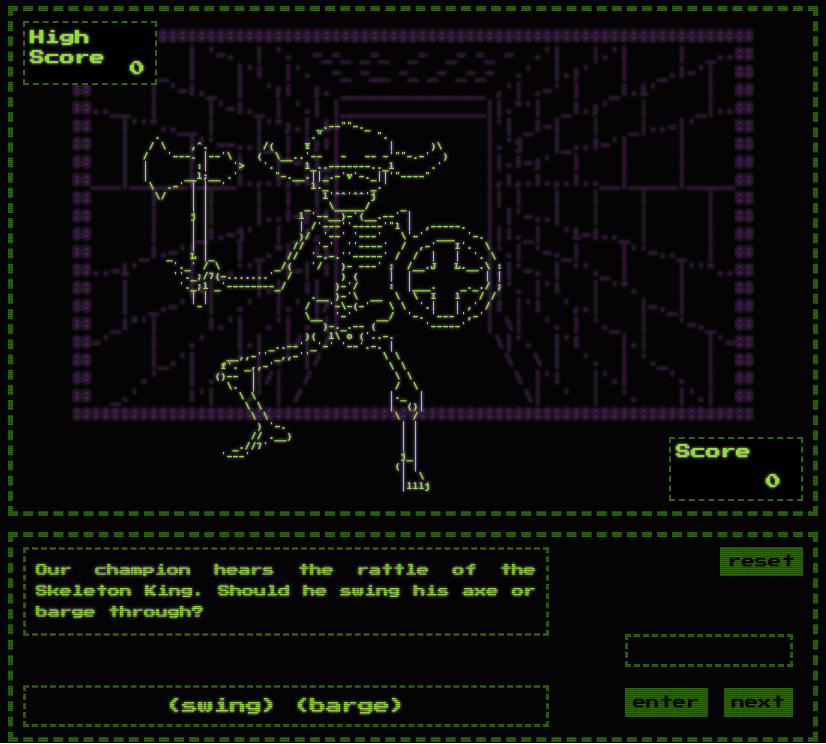 High
Score
0
Score
0
Our champion hears the rattle of the
Skeleton King. Should he swing his axe or
barge through?
reset
(swing) (barge)
enter
next